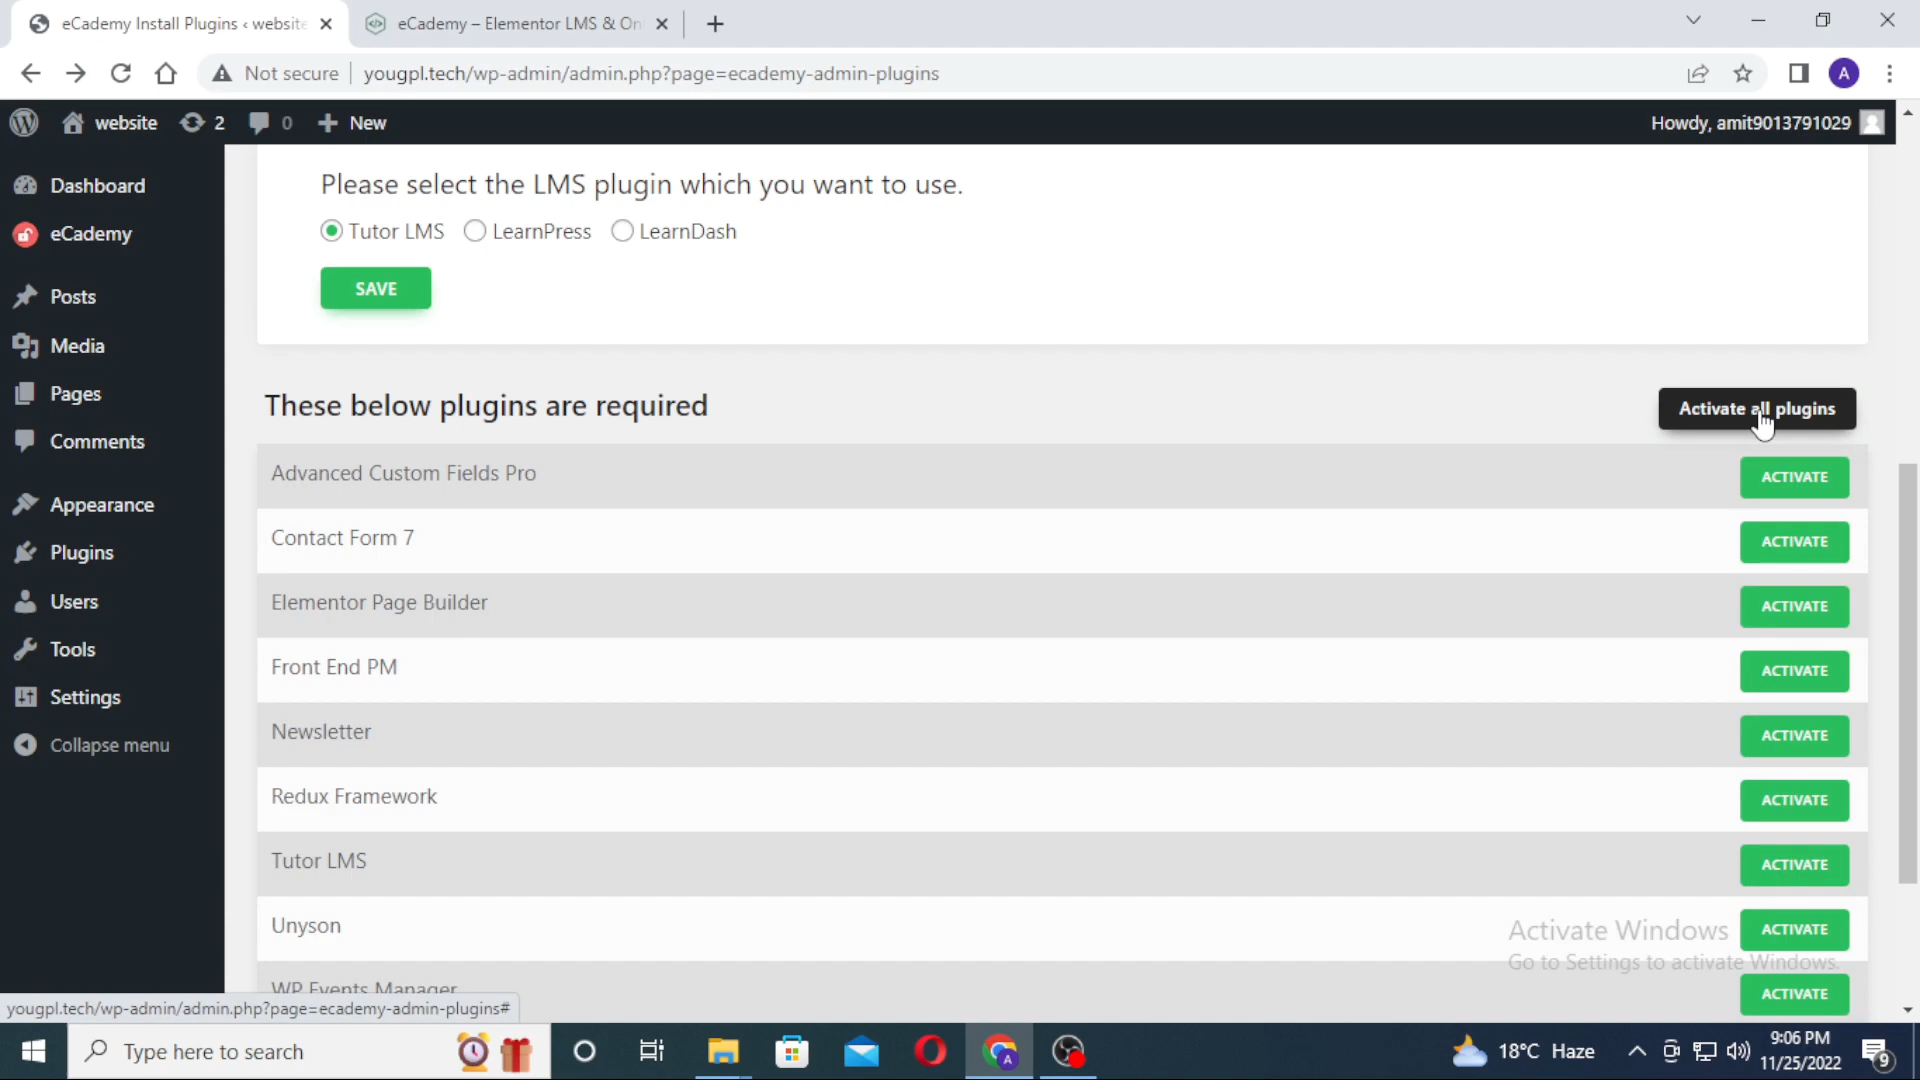 eCademy Install Plugins ‹ website
eCademy – Elementor LMS & On
Not secure
yougpl.tech/wp-admin/admin.php?page=ecademy-admin-plugins
A
website
2
0
New
Howdy, amit9013791029
Dashboard
eCademy
Posts
Media
Pages
Comments
Appearance
Plugins
Users
Tools
Settings
Collapse menu
Please select the LMS plugin which you want to use.
Tutor LMS
LearnPress
LearnDash
SAVE
These below plugins are required
Activate all plugins
Advanced Custom Fields Pro
ACTIVATE
Contact Form 7
ACTIVATE
Elementor Page Builder
ACTIVATE
Front End PM
ACTIVATE
Newsletter
ACTIVATE
Redux Framework
ACTIVATE
Tutor LMS
ACTIVATE
Unyson
ACTIVATE
WP Events Manager
ACTIVATE
Activate Windows
Go to Settings to activate Windows.
yougpl.tech/wp-admin/admin.php?page=ecademy-admin-plugins#
Type here to search
A
18°C Haze
9:06 PM
11/25/2022
9